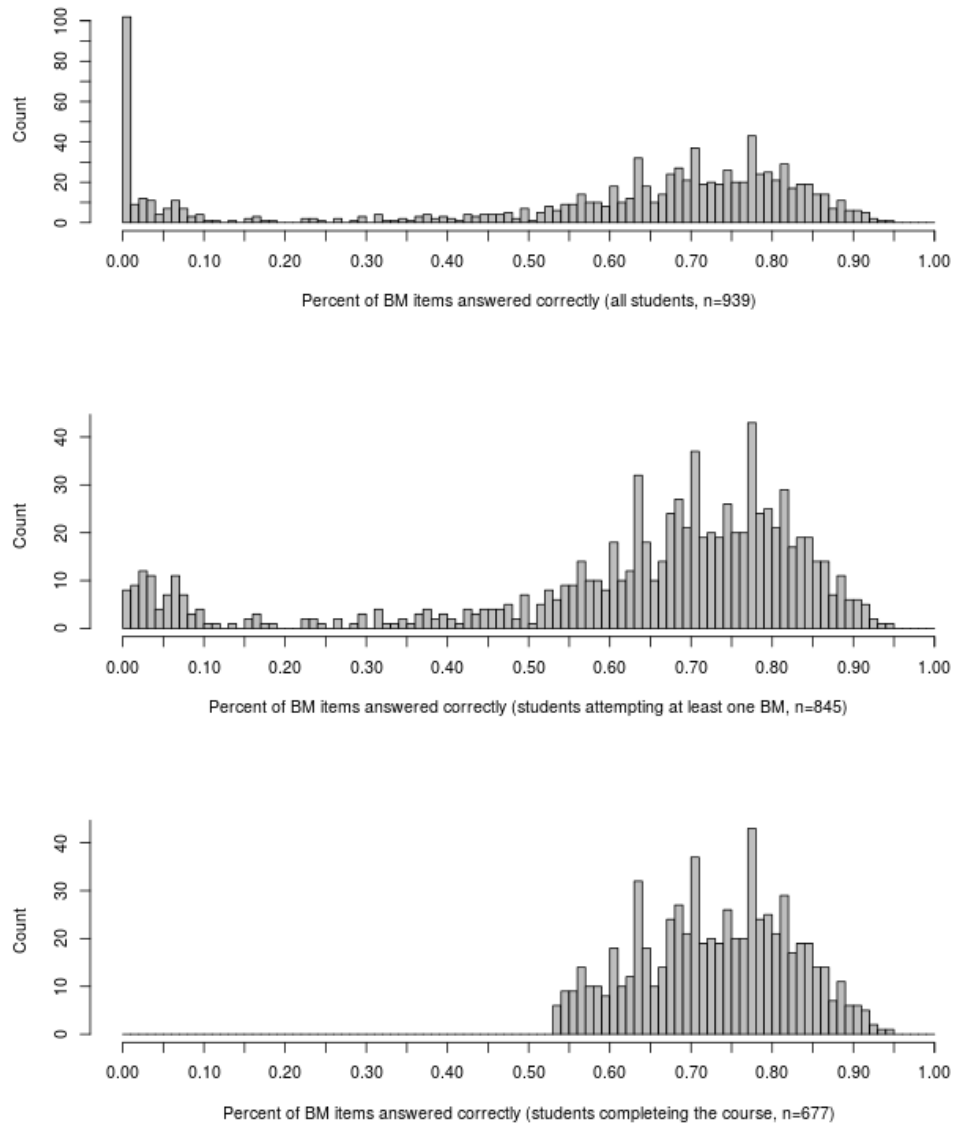 100
80
60
40
20
0
Count
0.00 0.10 0.20 0.30 0.40 0.50 0.60 0.70 0.80 0.90 1.00
Percent of BM items answered correctly (all students, n=939)
40
30
20
10
0
Count
0.00 0.10 0.20 0.30 0.40 0.50 0.60 0.70 0.80 0.90 1.00
Percent of BM items answered correctly (students attempting at least one BM, n=845)
40
30
20
10
0
Count
0.00 0.10 0.20 0.30 0.40 0.50 0.60 0.70 0.80 0.90 1.00
Percent of BM items answered correctly (students completeing the course, n=677)